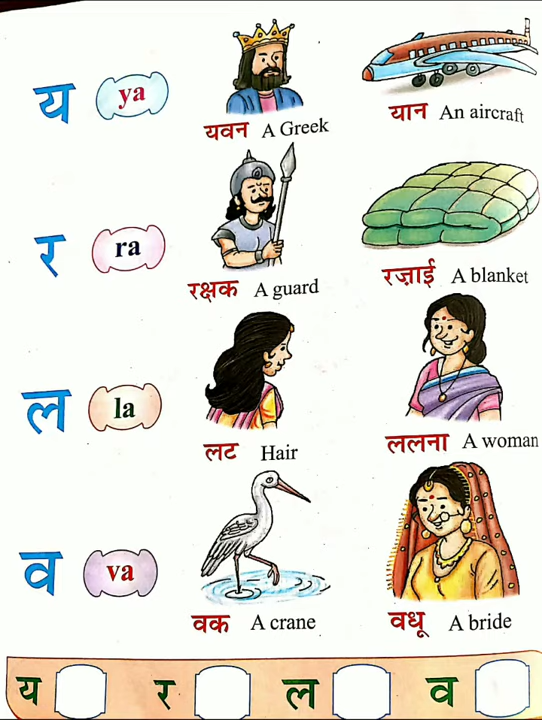 य ya यवन A Greek यान An aircraft
र ra रक्षक A guard रज़ाई A blanket
ल la लट Hair ललना A woman
व va वक A crane वधू A bride
य र ल व